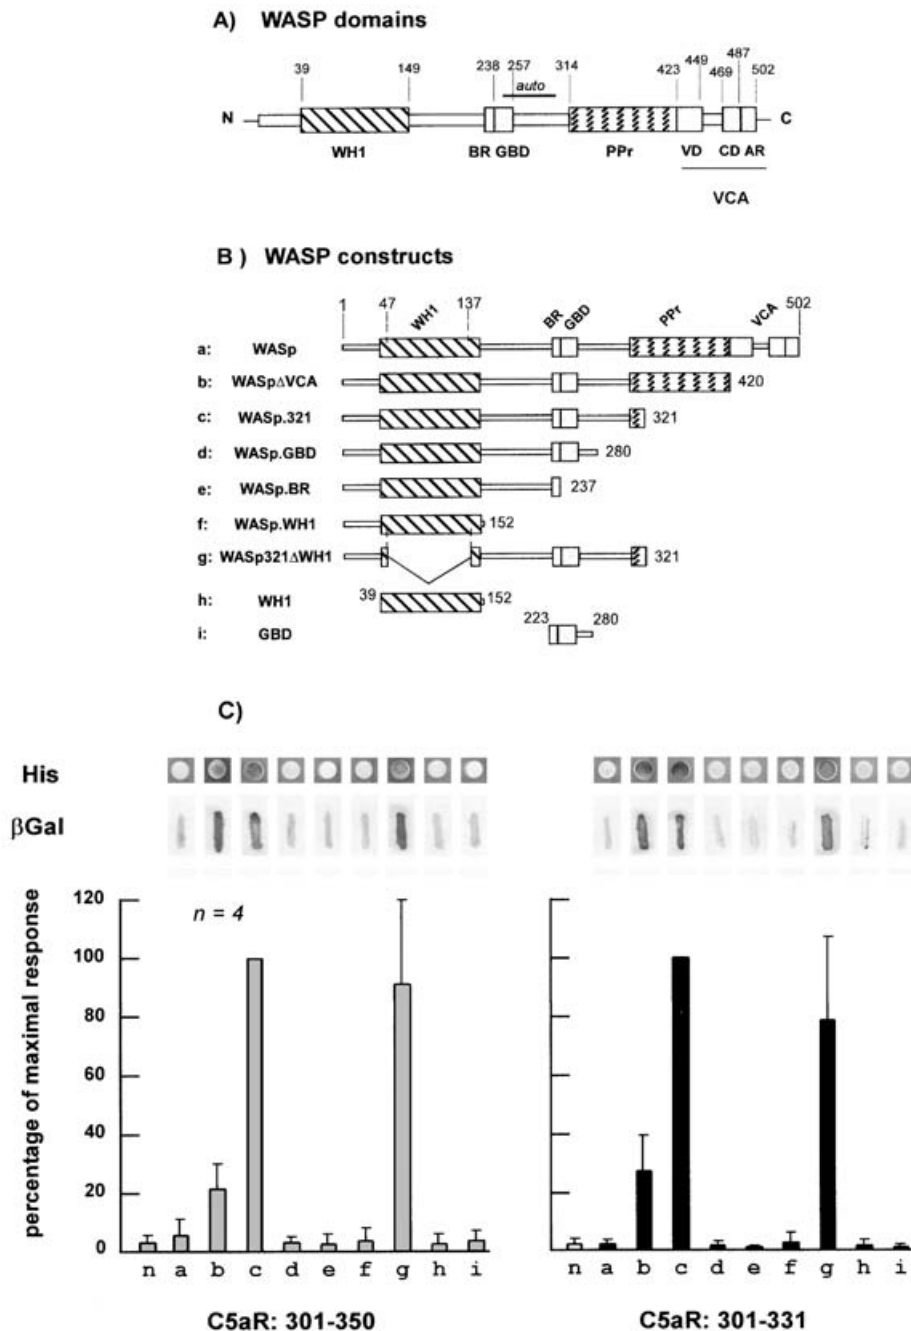 A) WASP domains
39 149 238 257 314 423 449 469 487 502
auto
N C
WH1 BR GBD PPr VD CD AR
VCA
B ) WASP constructs
1 47 WH1 137 BR GBD PPr VCA 502
a: WASp
b: WASpΔVCA 420
c: WASp.321 321
d: WASp.GBD 280
e: WASp.BR 237
f: WASp.WH1 152
g: WASp321ΔWH1 321
h: WH1 39 152
i: GBD 223 280
C)
His
βGal
percentage of maximal response
120
100
80
60
40
20
0
n = 4
n a b c d e f g h i
n a b c d e f g h i
C5aR: 301-350
C5aR: 301-331